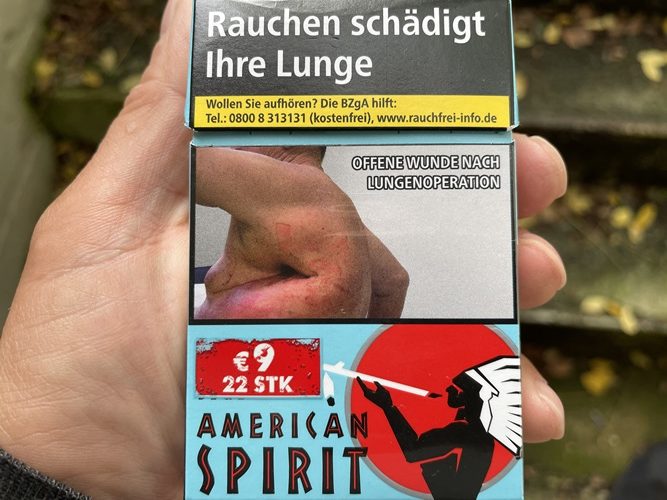 Rauchen schädigt
Ihre Lunge
Wollen Sie aufhören? Die BZgA hilft:
Tel.: 0800 8 313131 (kostenfrei), www.rauchfrei-info.de
OFFENE WUNDE NACH
LUNGENOPERATION
€9
22 STK
AMERICAN
SPIRIT